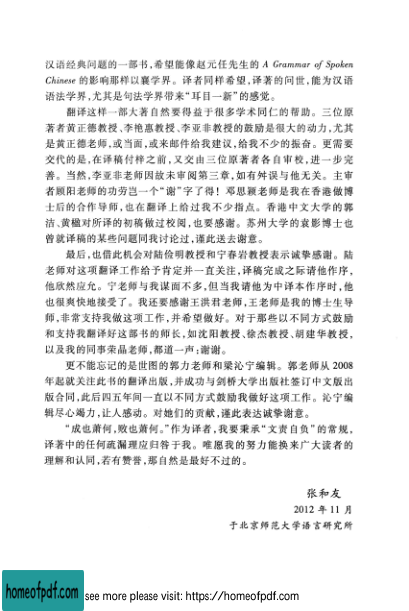 汉语经典问题的一部书,希望能像赵元任先生的 A Grammar of Spoken
Chinese 的影响那样以襄学界。译者同样希望,译著的问世,能为汉语
语法学界,尤其是句法学界带来“耳目一新”的感觉。
翻译这样一部大著自然要得益于很多学术同仁的帮助。三位原
著者黄正德教授、李艳惠教授、李亚非教授的鼓励是很大的动力,尤其
是黄正德老师,或当面,或来邮件给我建议,给我不少的振奋。更需要
交代的是,在译稿付梓之前,又交由三位原著者各自审校,进一步完
善。当然,李亚非老师因故未审阅第三章,如有舛误与他无关。主审
者顾阳老师的功劳岂一个“谢”字了得!邓思颖老师是我在香港做博
士后的合作导师,也在翻译上给过我不少指点。香港中文大学的郭
洁、黄楹对所译的初稿做过校阅,也要感谢。苏州大学的袁影博士也
曾就译稿的某些问题同我讨论过,谨此送去谢意。
最后,也借此机会对陆俭明教授和宁春岩教授表示诚挚感谢。陆
老师对这项翻译工作给予肯定并一直关注,译稿完成之际请他作序,
他欣然应允。宁老师与我谋面不多,但当我请他为中译本作序时,他
也很爽快地接受了。我还要感谢王洪君老师,王老师是我的博士生导
师,非常支持我做这项工作,并希望做好。对于那些以不同方式鼓励
和支持我翻译好这部书的师长,如沈阳教授、徐杰教授、胡建华教授,
以及我的同事荣晶老师,都道一声:谢谢。
更不能忘记的是世图的郭力老师和梁沁宁编辑。郭老师从 2008
年起就关注此书的翻译出版,并成功与剑桥大学出版社签订中文版出
版合同,此后四五年间一直以不同方式鼓励我做好这项工作。沁宁编
辑尽心竭力,让人感动。对她们的贡献,谨此表达诚挚谢意。
“成也萧何,败也萧何。”作为译者,我要秉承“文责自负”的常规,
译著中的任何疏漏理应归咎于我。唯愿我的努力能换来广大读者的
理解和认同,若有赞誉,那自然是最好不过的。
张和友
2012 年 11 月
于北京师范大学语言研究所
homeofpdf.com
see more please visit: https://homeofpdf.com